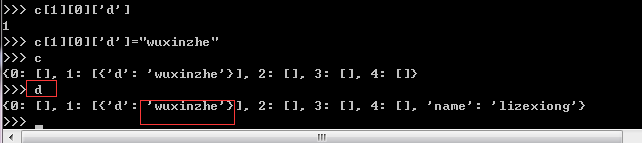 >>> c[1][0]['d']
1
>>> c[1][0]['d']="wuxinzhe"
>>> c
{0: [], 1: [{'d': 'wuxinzhe'}], 2: [], 3: [], 4: []}
>>> d
{0: [], 1: [{'d': 'wuxinzhe'}], 2: [], 3: [], 4: [], 'name': 'lizexiong'}
>>>